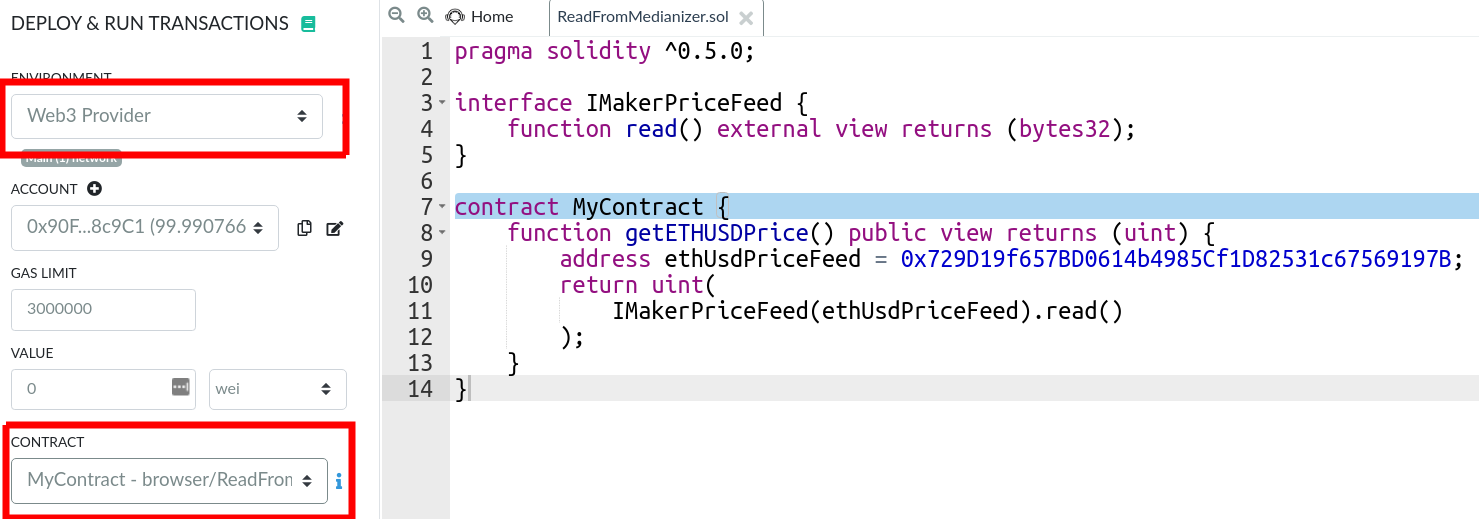 DEPLOY & RUN TRANSACTIONS
ENVIRONMENT
Web3 Provider
Main (1) network
ACCOUNT
0x90F...8c9C1 (99.990766
GAS LIMIT
3000000
VALUE
0
wei
CONTRACT
MyContract - browser/ReadFron
i
Home
ReadFromMedianizer.sol
1 pragma solidity ^0.5.0;
2
3 interface IMakerPriceFeed {
4     function read() external view returns (bytes32);
5 }
6
7 contract MyContract {
8     function getETHUSDPrice() public view returns (uint) {
9         address ethUsdPriceFeed = 0x729D19f657BD0614b4985Cf1D82531c67569197B;
10         return uint(
11             IMakerPriceFeed(ethUsdPriceFeed).read()
12         );
13     }
14 }